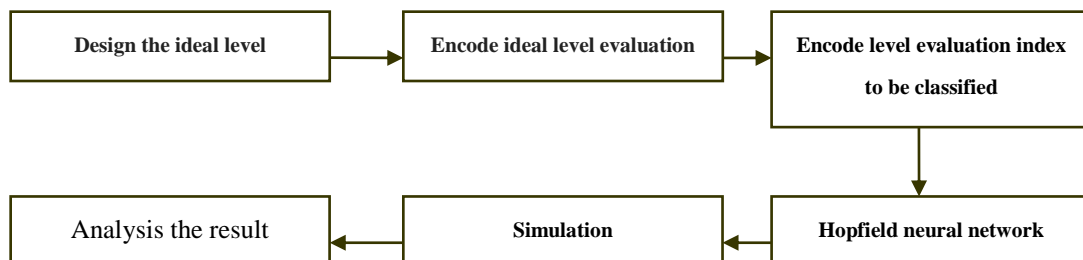 Design the ideal level
Encode ideal level evaluation
Encode level evaluation index
to be classified
Hopfield neural network
Simulation
Analysis the result